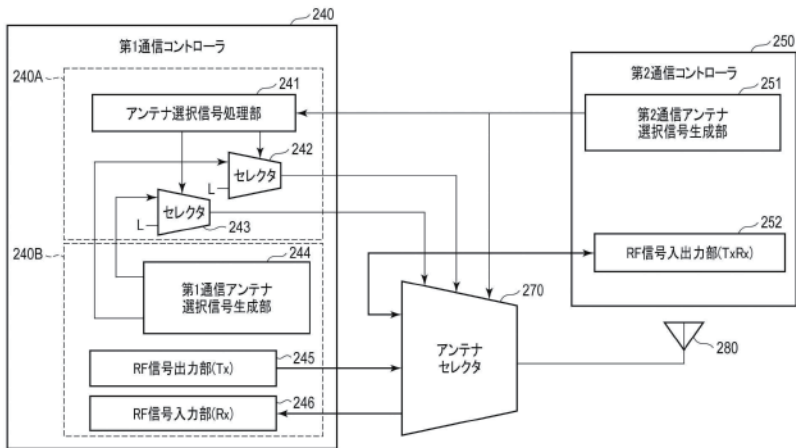 240
第1通信コントローラ
240A
241
アンテナ選択信号処理部
242
セレクタ
L
セレクタ
L
243
240B
244
第1通信アンテナ
選択信号生成部
RF信号出力部(Tx)
245
RF信号入力部(Rx)
246
270
アンテナ
セレクタ
250
第2通信コントローラ
251
第2通信アンテナ
選択信号生成部
252
RF信号入出力部(TxRx)
280